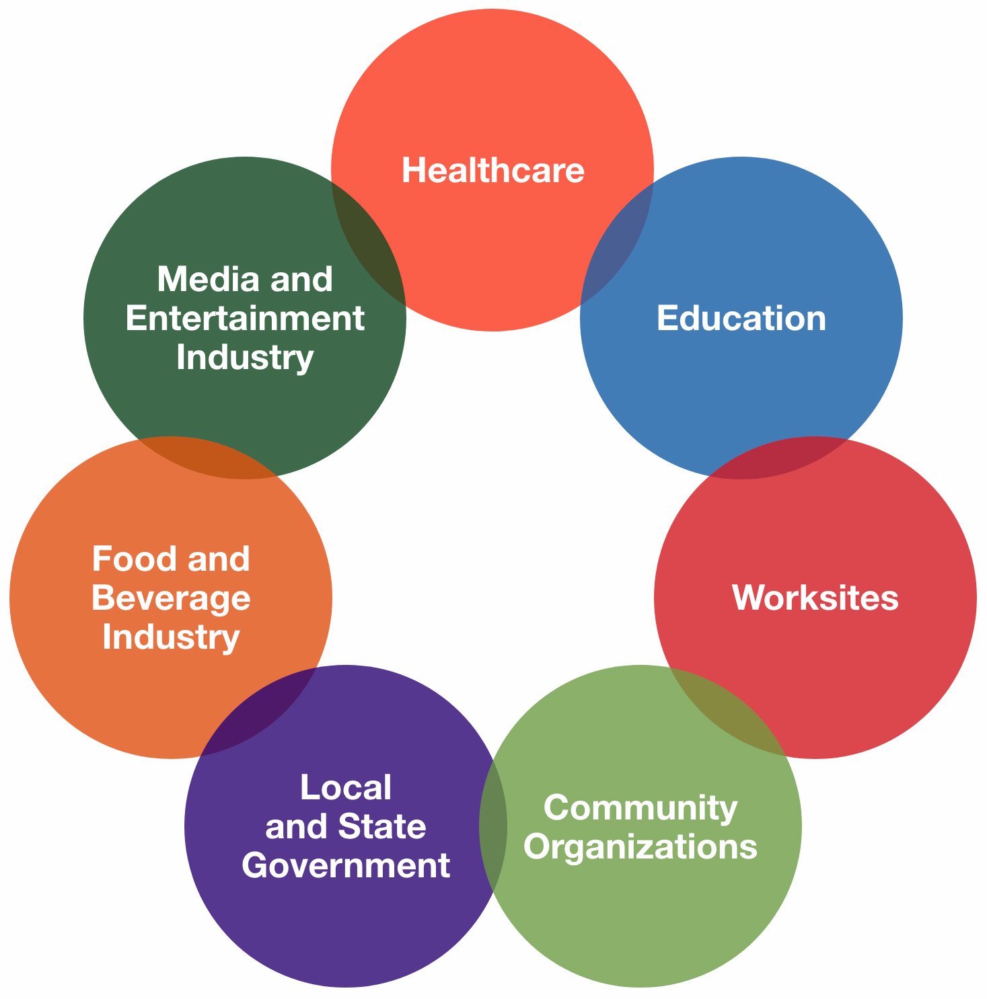 Healthcare
Education
Worksites
Community
Organizations
Local
and State
Government
Food and
Beverage
Industry
Media and
Entertainment
Industry